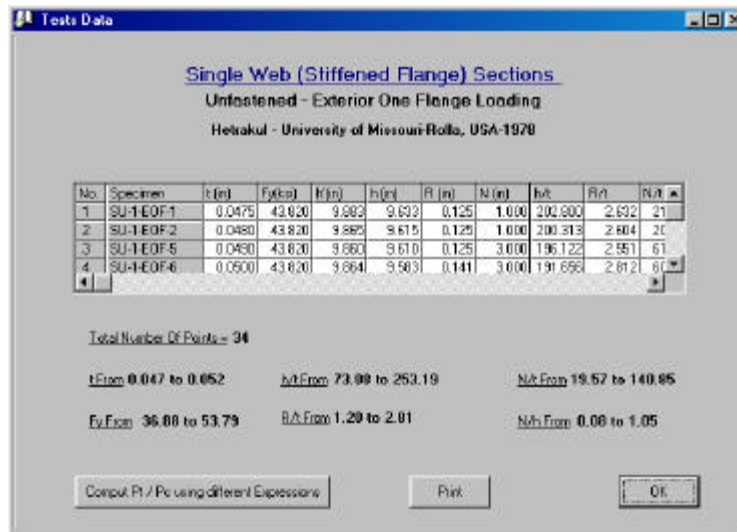 Tests Data
Single Web (Stiffened Flange) Sections
Unfastened - Exterior One Flange Loading
Hetrakul - University of Missouri-Rolla, USA-1978
No Specimen t (in) Fy(ksi) h'(in) h (in) R (in) N (in) h/t R/t N/t
1 SU-1-EOF-1 0.0475 43.820 9.883 9.633 0.125 1.000 202.800 2.632 21
2 SU-1-EOF-2 0.0480 43.820 9.865 9.615 0.125 1.000 200.313 2.604 20
3 SU-1-EOF-5 0.0490 43.820 9.860 9.610 0.125 3.000 196.122 2.551 61
4 SU-1-EOF-6 0.0500 43.820 9.864 9.583 0.141 3.000 191.656 2.812 60
Total Number Of Points = 34
t From 0.047 to 0.052 h/t From to 253.19 N/t From 19.57 to
Fy From to 53.79 R/t From to 2.81 N/h From 0.08 to 1.05
Comput Pt / Pc using different Expressions Print OK